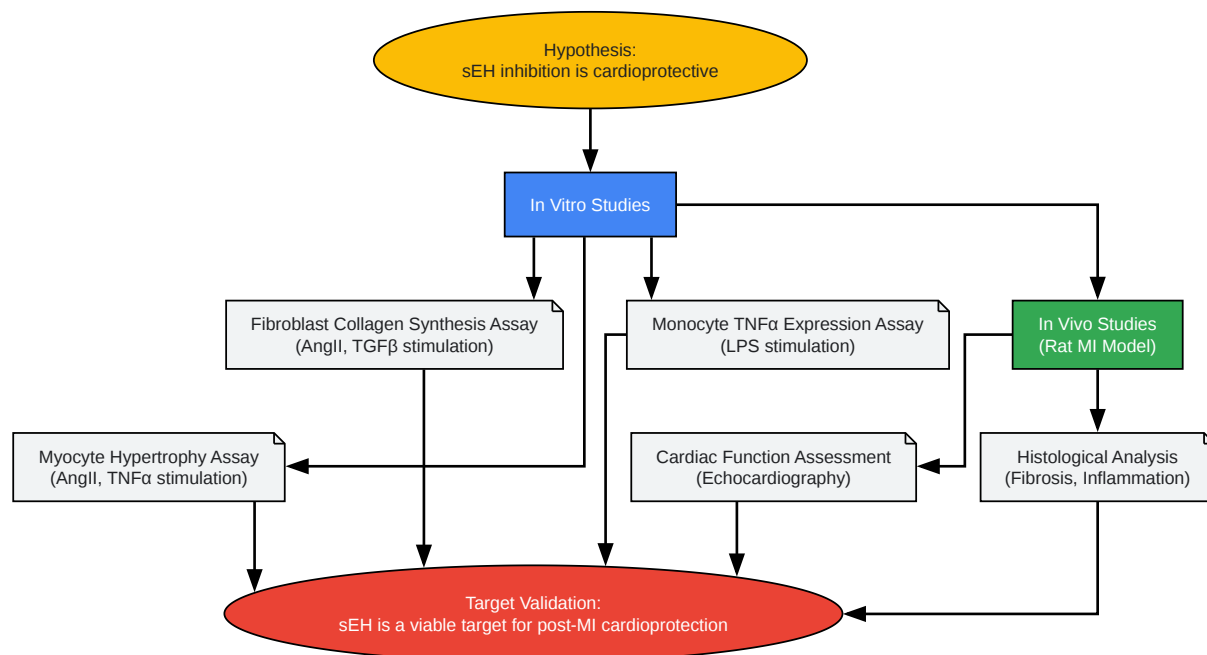 Hypothesis:
sEH inhibition is cardioprotective
In Vitro Studies
Fibroblast Collagen Synthesis Assay
(AngII, TGFβ stimulation)
Monocyte TNFα Expression Assay
(LPS stimulation)
In Vivo Studies
(Rat MI Model)
Myocyte Hypertrophy Assay
(AngII, TNFα stimulation)
Cardiac Function Assessment
(Echocardiography)
Histological Analysis
(Fibrosis, Inflammation)
Target Validation:
sEH is a viable target for post-MI cardioprotection